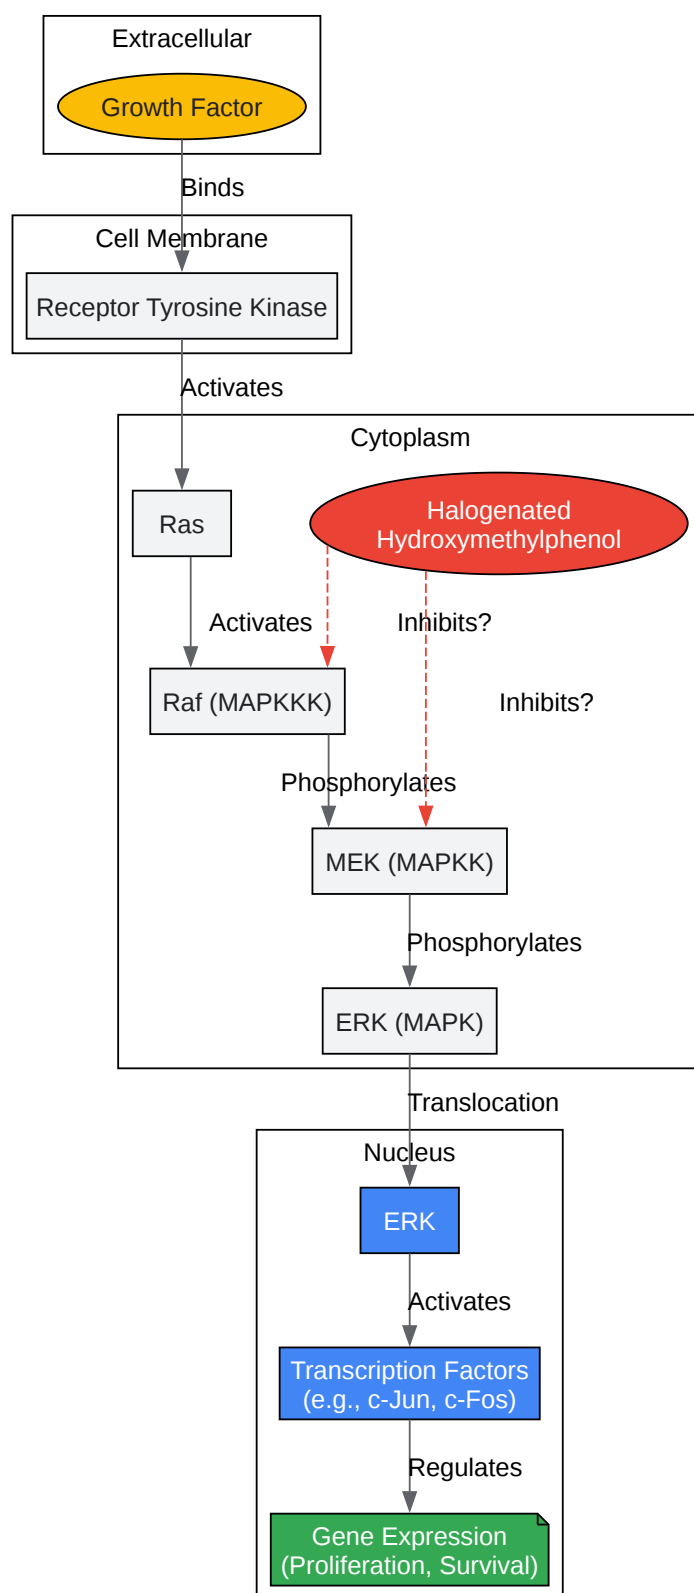 Extracellular
Growth Factor
Binds
Cell Membrane
Receptor Tyrosine Kinase
Activates
Cytoplasm
Ras
Halogenated
Hydroxymethylphenol
Activates
Inhibits?
Raf (MAPKKK)
Inhibits?
Phosphorylates
MEK (MAPKK)
Phosphorylates
ERK (MAPK)
Translocation
Nucleus
ERK
Activates
Transcription Factors
(e.g., c-Jun, c-Fos)
Regulates
Gene Expression
(Proliferation, Survival)